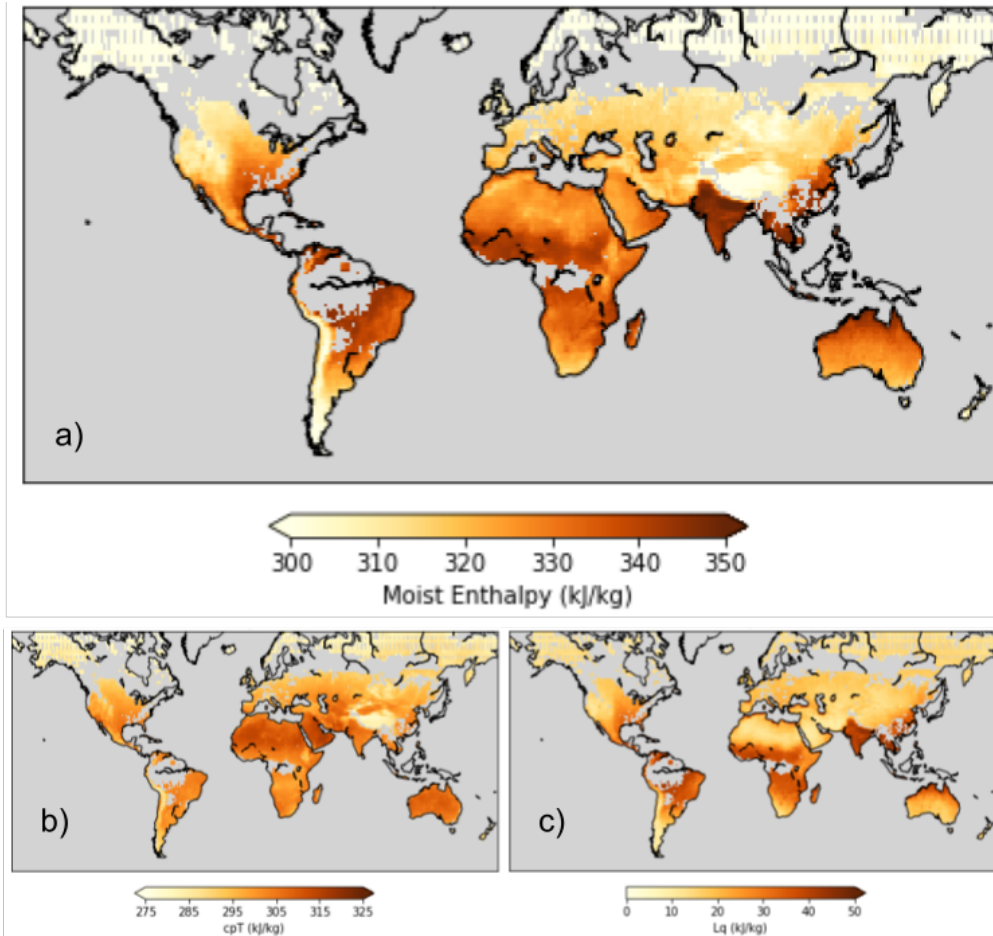 a)
300 310 320 330 340 350
Moist Enthalpy (kJ/kg)
b)
c)
275 285 295 305 315 325
cpT (kJ/kg)
0 10 20 30 40 50
Lq (kJ/kg)